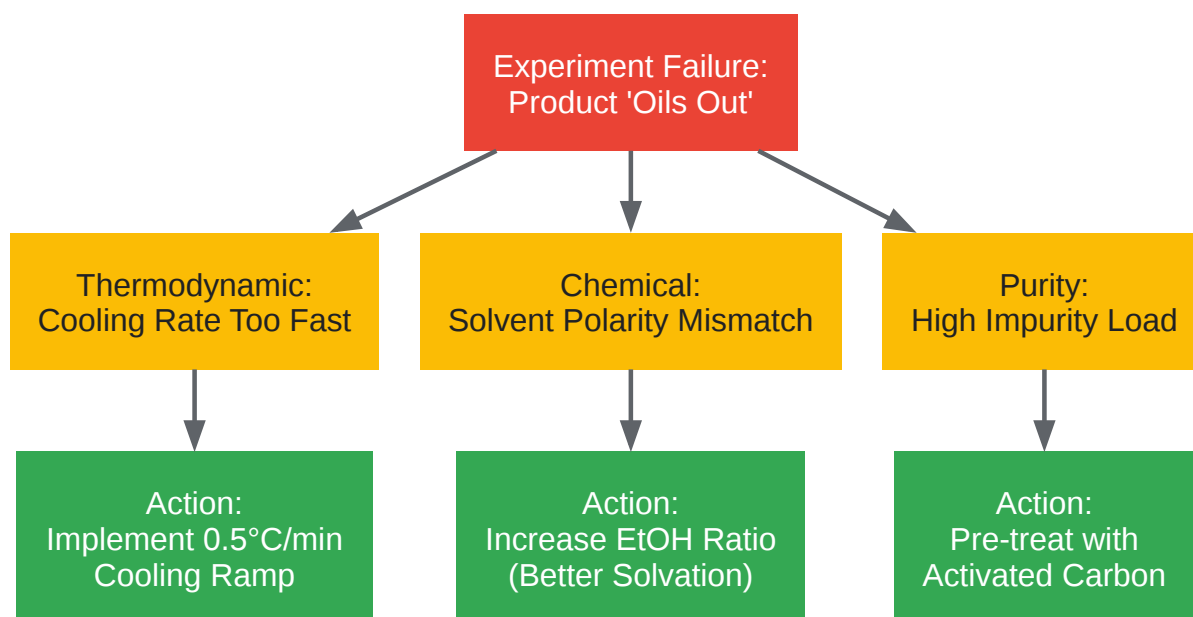 Experiment Failure:
Product 'Oils Out'
Thermodynamic:
Cooling Rate Too Fast
Chemical:
Solvent Polarity Mismatch
Purity:
High Impurity Load
Action:
Implement 0.5°C/min
Cooling Ramp
Action:
Increase EtOH Ratio
(Better Solvation)
Action:
Pre-treat with
Activated Carbon